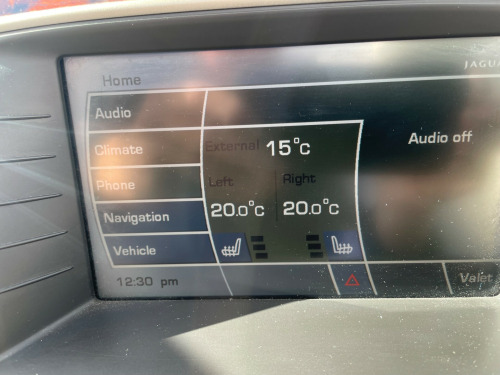 JAGUA
Home
Audio
Climate
Phone
Navigation
Vehicle
External 15°C
Left Right
20.0°C 20.0°C
Audio off
12:30 pm
Valet